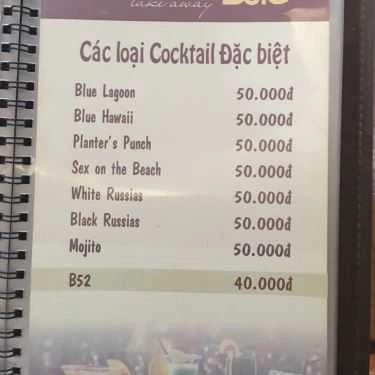 take away
Các loại Cocktail Đặc biệt
Blue Lagoon 50.000đ
Blue Hawaii 50.000đ
Planter's Punch 50.000đ
Sex on the Beach 50.000đ
White Russias 50.000đ
Black Russias 50.000đ
Mojito 50.000đ
B52 40.000đ